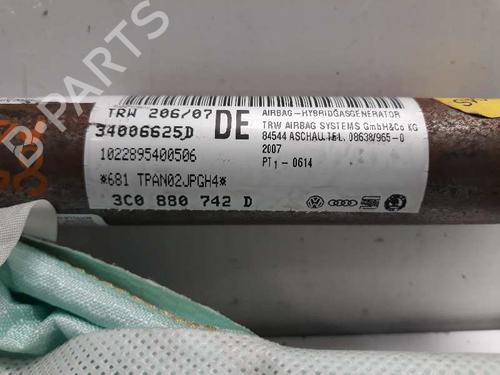 B-Parts
TRW 206/07
34006625D
DE
1022895400506
*681 TPAN02JPGH4*
3C0 880 742 D
AIRBAG-HYBRIDGASGENERATOR
TRW AIRBAG SYSTEMS GmbH&Co KG
84544 ASCHAU.TEL. 08638/965-0
2007
PT1-0614